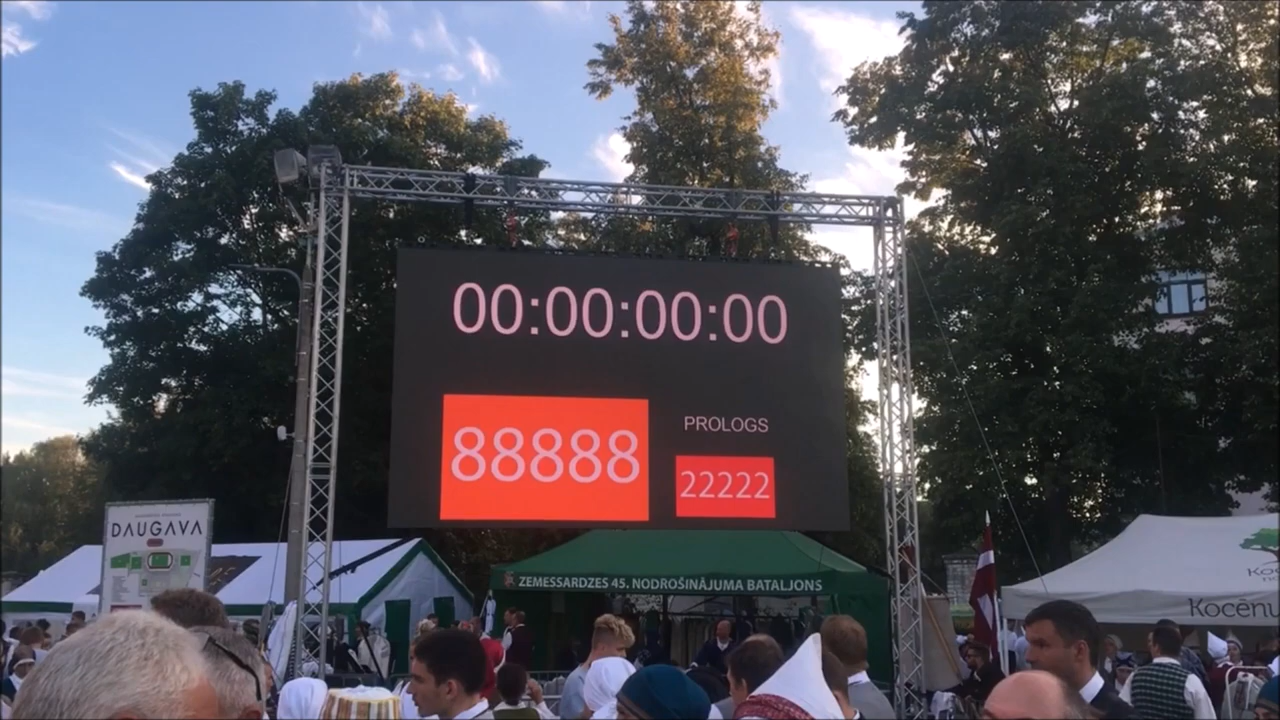 00:00:00:00
88888
PROLOGS
22222
DAUGAVA
ZEMESSARDZES 45. NODROŠINĀJUMA BATALJONS
Kocēnu